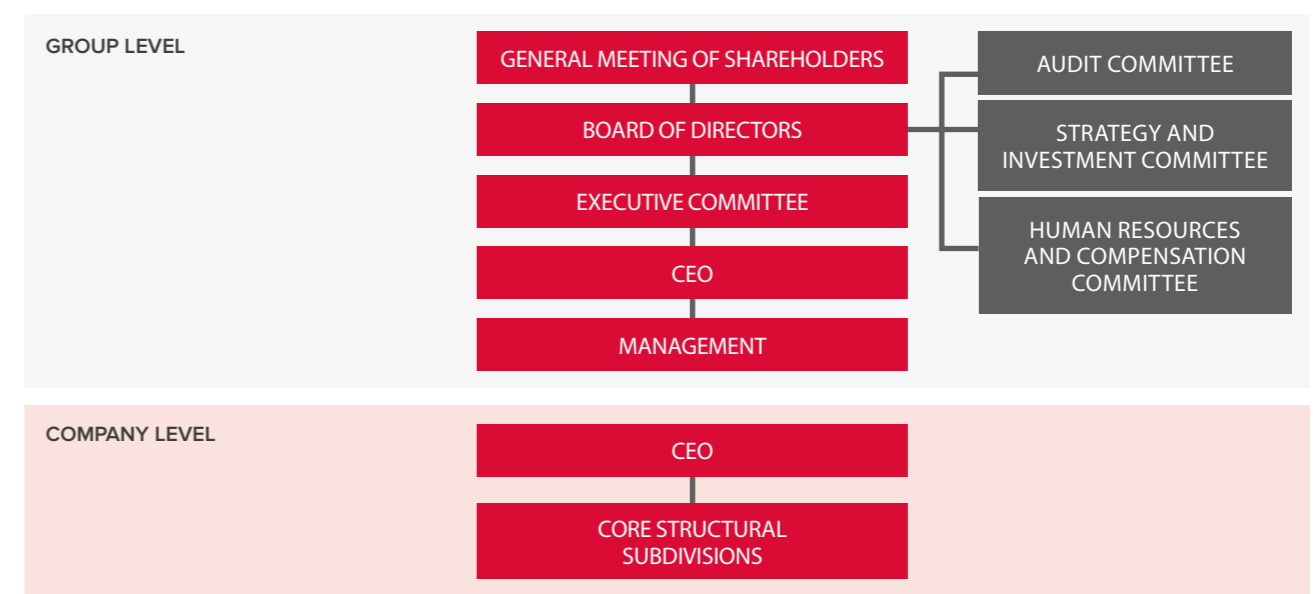 GROUP LEVEL
GENERAL MEETING OF SHAREHOLDERS
BOARD OF DIRECTORS
EXECUTIVE COMMITTEE
CEO
MANAGEMENT
AUDIT COMMITTEE
STRATEGY AND
INVESTMENT COMMITTEE
HUMAN RESOURCES
AND COMPENSATION
COMMITTEE
COMPANY LEVEL
CEO
CORE STRUCTURAL
SUBDIVISIONS